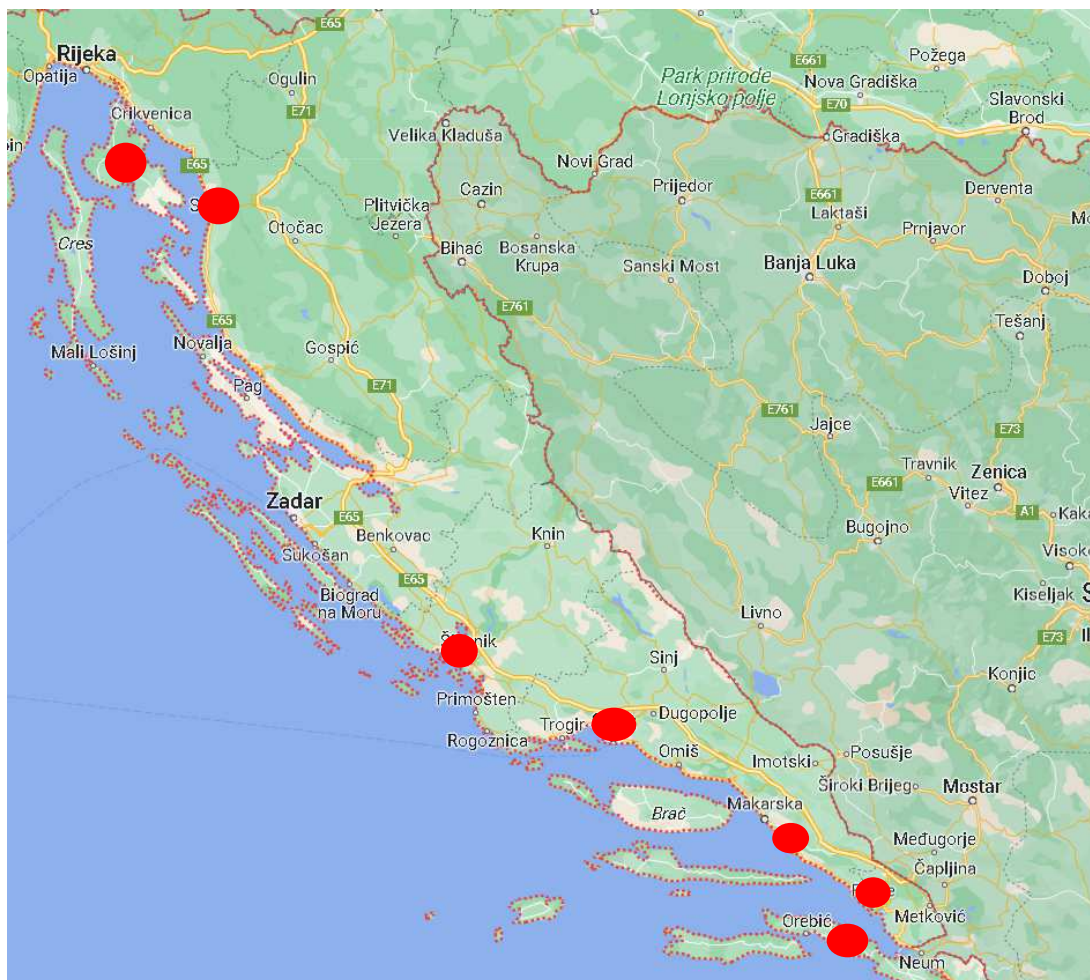 E65
Rijeka
Opatija
Ogulin
E71
Crikvenica
E65
Cres
Otočac
Plitvička
Jezera
Velika Kladuša
Cazin
Bihać
Bosanska
Krupa
Novi Grad
Prijedor
Sanski Most
Park prirode
Lonjsko polje
E661
Požega
Nova Gradiška
E70
Slavonski
Brod
Gradiška
E661
Laktaši
Derventa
Prnjavor
Banja Luka
Doboj
E761
Tešanj
Mali Lošinj
Novalja
E65
Pag
Gospić
E71
E761
Jajce
E73
Travnik
Zenica
E661
Vitez
A1
Bugojno
Kiseljak
E73
Konjic
Zadar
E65
Sukošan
Benkovac
Knin
E65
Biograd
na Moru
Livno
Sinj
Primošten
Rogoznica
Trogir
Dugopolje
Omiš
Imotski
Posušje
Široki Brijeg
Mostar
Brač
Makarska
Međugorje
Čapljina
Metković
Orebić
Neum